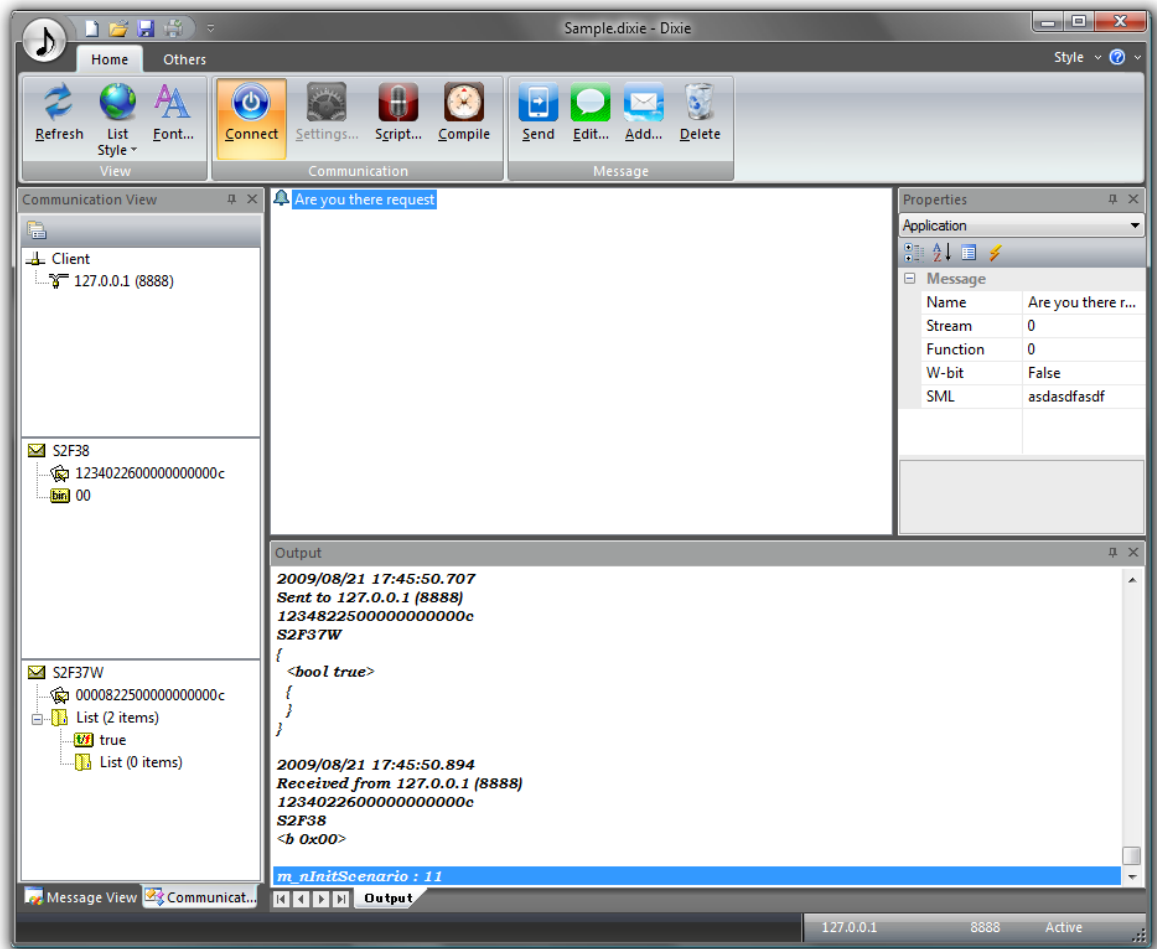 Sample.dixie - Dixie
Home Others Style
Refresh List Style Font... Connect Settings... Script... Compile Send Edit... Add... Delete
View Communication Message
Communication View
Client
127.0.0.1 (8888)
S2F38
1234022600000000000c
bin 00
S2F37W
0000822500000000000c
List (2 items)
t/f true
List (0 items)
Message View Communicat...
Are you there request
Properties
Application
Message
Name Are you there r...
Stream 0
Function 0
W-bit False
SML asdasdfasdf
Output
2009/08/21 17:45:50.707
Sent to 127.0.0.1 (8888)
1234822500000000000c
S2F37W
{
<bool true>
{
}
}
2009/08/21 17:45:50.894
Received from 127.0.0.1 (8888)
1234022600000000000c
S2F38
<b 0x00>
m_nInitScenario : 11
Output
127.0.0.1 8888 Active